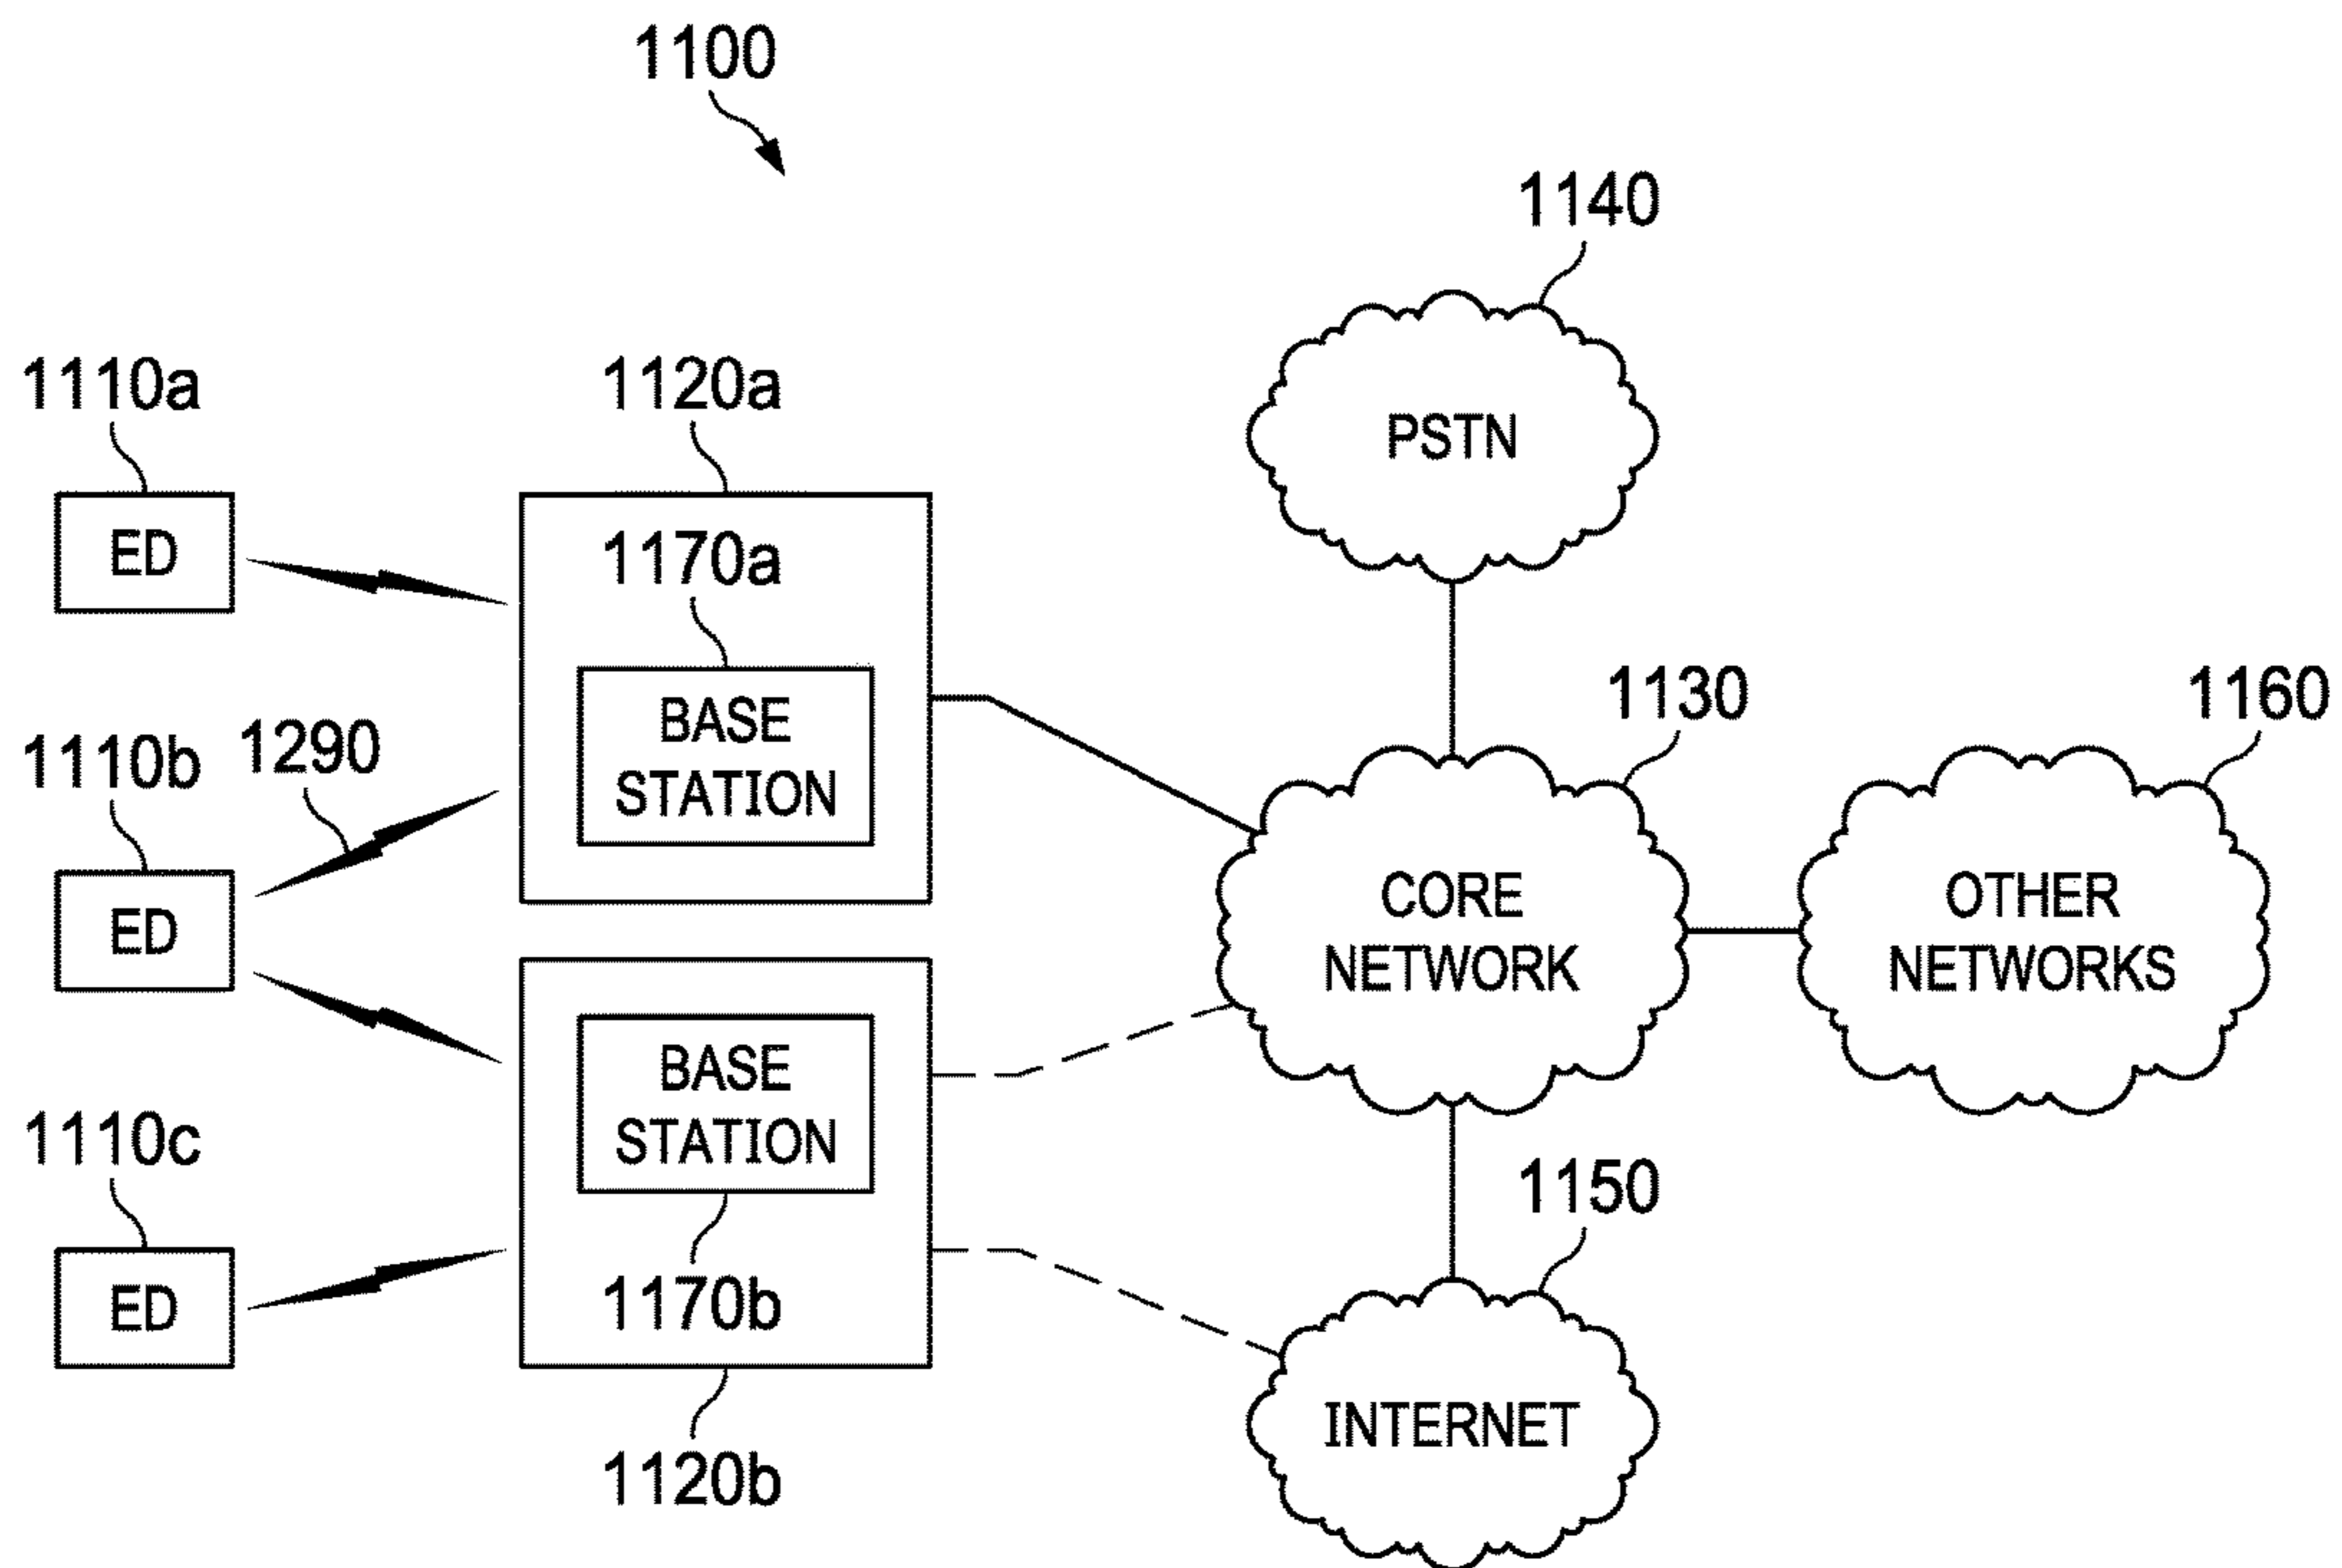 1100
1140
PSTN
1110a
ED
1120a
1170a
BASE
STATION
1110b
1290
ED
1130
CORE
NETWORK
1160
OTHER
NETWORKS
BASE
STATION
1170b
1120b
1110c
ED
1150
INTERNET